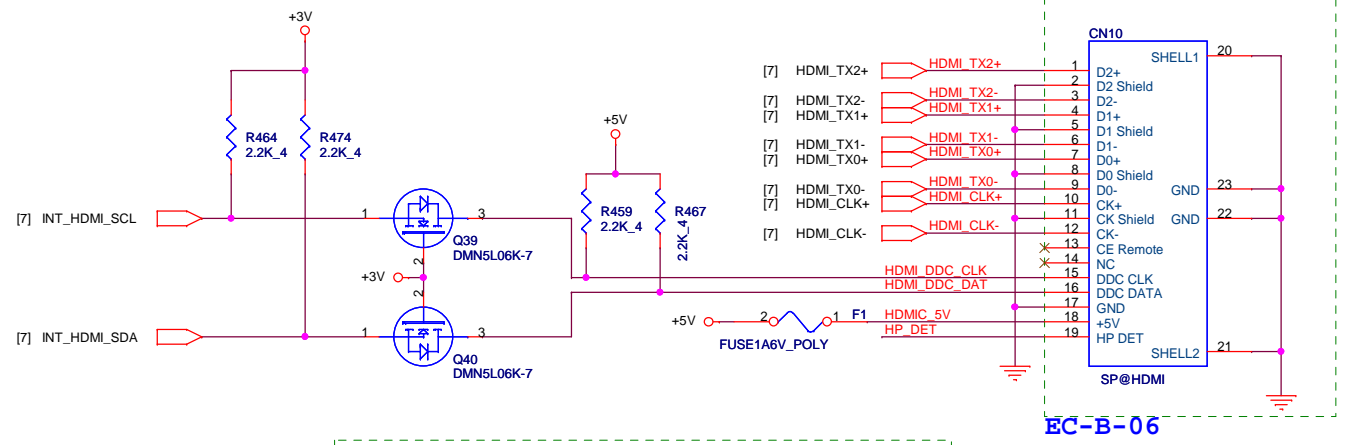 +3V
R464
2.2K_4
R474
2.2K_4
[7] INT_HDMI_SCL
1
3
Q39
DMN5L06K-7
2
+3V
2
[7] INT_HDMI_SDA
1
3
Q40
DMN5L06K-7
+5V
R459
2.2K_4
R467
2.2K_4
HDMI_DDC_CLK
HDMI_DDC_DAT
+5V
2
1
F1
FUSE1A6V_POLY
HDMIC_5V
HP_DET
[7] HDMI_TX2+
HDMI_TX2+
[7] HDMI_TX2-
HDMI_TX2-
[7] HDMI_TX1+
HDMI_TX1+
[7] HDMI_TX1-
HDMI_TX1-
[7] HDMI_TX0+
HDMI_TX0+
[7] HDMI_TX0-
HDMI_TX0-
[7] HDMI_CLK+
HDMI_CLK+
[7] HDMI_CLK-
HDMI_CLK-
CN10
1 D2+
2 D2 Shield
3 D2-
4 D1+
5 D1 Shield
6 D1-
7 D0+
8 D0 Shield
9 D0-
10 CK+
11 CK Shield
12 CK-
13 CE Remote
14 NC
15 DDC CLK
16 DDC DATA
17 GND
18 +5V
19 HP DET
SHELL1 20
GND 23
GND 22
SHELL2 21
SP@HDMI
EC-B-06